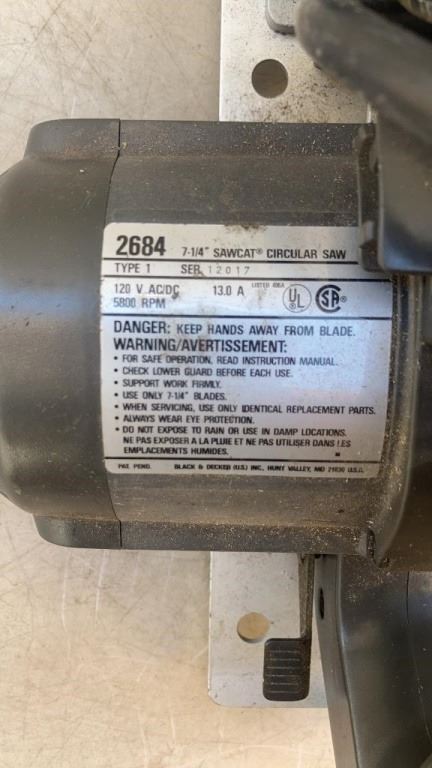 2684 7-1/4" SAWCAT® CIRCULAR SAW
TYPE 1 SER. 12017
120 V AC/DC 13.0 A LISTED UL CSA®
5800 RPM
DANGER: KEEP HANDS AWAY FROM BLADE.
WARNING/AVERTISSEMENT:
• FOR SAFE OPERATION, READ INSTRUCTION MANUAL.
• CHECK LOWER GUARD BEFORE EACH USE.
• SUPPORT WORK FIRMLY.
• USE ONLY 7-1/4" BLADES.
• WHEN SERVICING, USE ONLY IDENTICAL REPLACEMENT PARTS.
• ALWAYS WEAR EYE PROTECTION.
• DO NOT EXPOSE TO RAIN OR USE IN DAMP LOCATIONS.
NE PAS EXPOSER A LA PLUIE ET NE PAS UTILISER DANS LES
EMPLACEMENTS HUMIDES.
PAT. PEND. BLACK & DECKER (U.S.) INC., HUNT VALLEY, MD 21030 U.S.A.